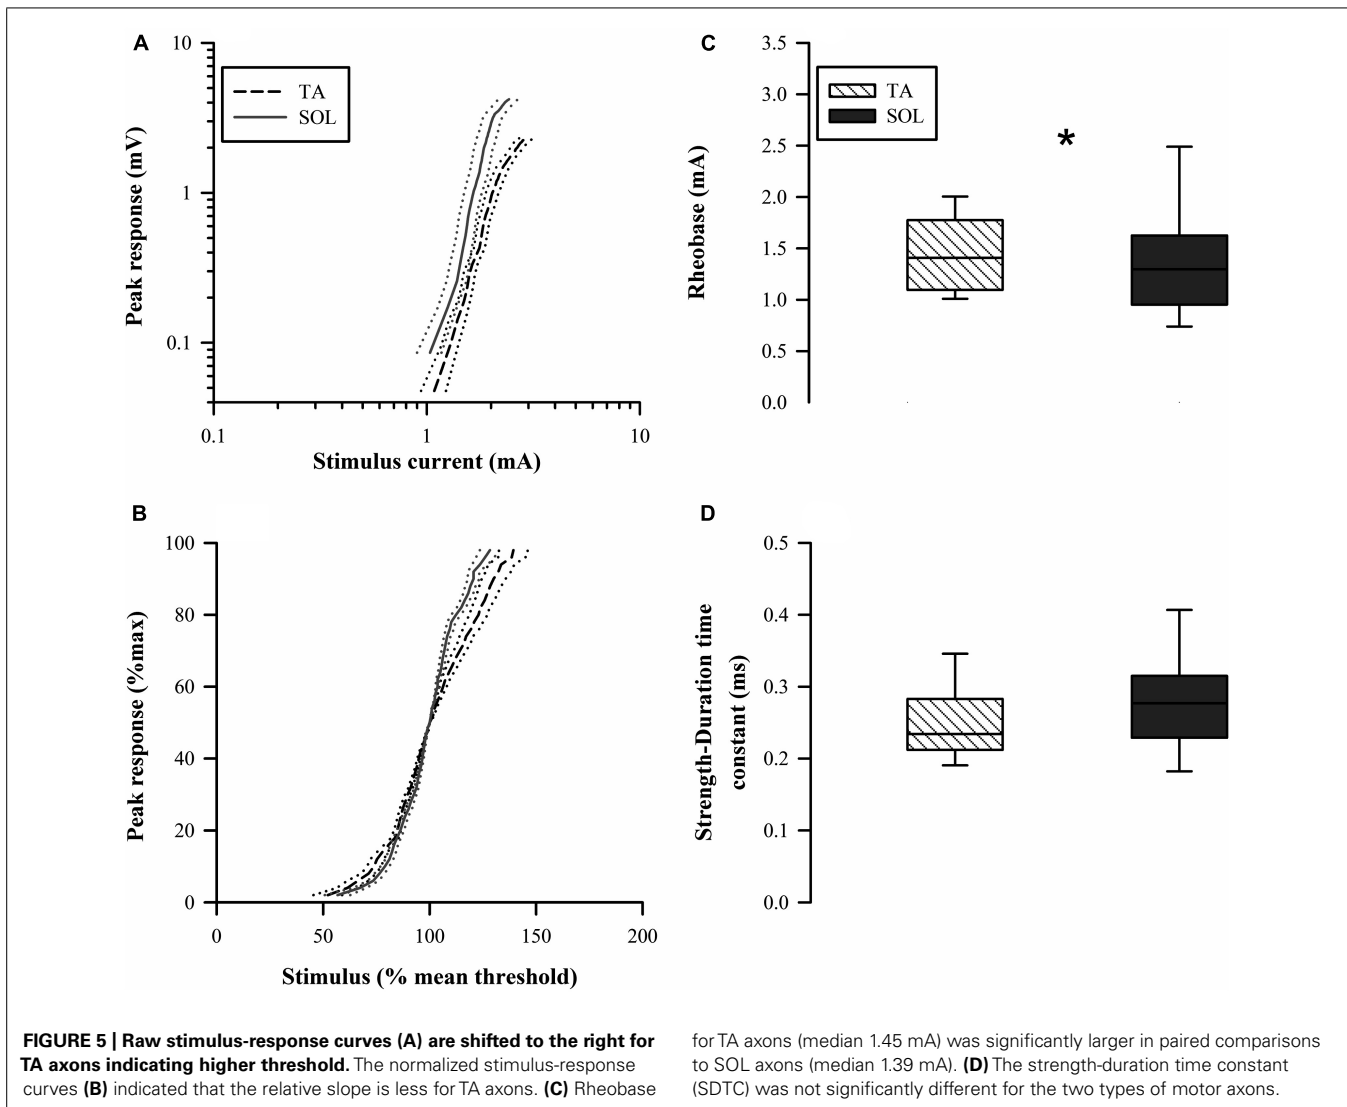 A
10
1
0.1
Peak response (mV)
TA
SOL
0.1
1
10
Stimulus current (mA)
C
3.5
3.0
2.5
2.0
1.5
1.0
0.5
0.0
Rheobase (mA)
TA
SOL
*
B
100
80
60
40
20
0
Peak response (%max)
0
50
100
150
200
Stimulus (% mean threshold)
D
0.5
0.4
0.3
0.2
0.1
0.0
Strength-Duration time
constant (ms)
FIGURE 5 | Raw stimulus-response curves (A) are shifted to the right for
TA axons indicating higher threshold. The normalized stimulus-response
curves (B) indicated that the relative slope is less for TA axons. (C) Rheobase
for TA axons (median 1.45 mA) was significantly larger in paired comparisons
to SOL axons (median 1.39 mA). (D) The strength-duration time constant
(SDTC) was not significantly different for the two types of motor axons.